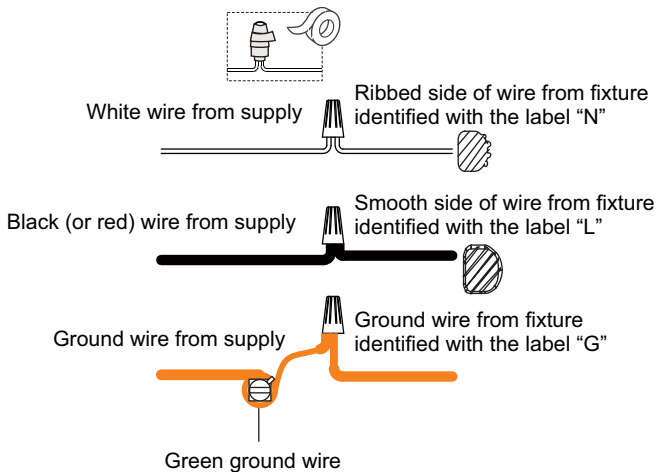 White wire from supply
Ribbed side of wire from fixture
identified with the label “N”
Black (or red) wire from supply
Smooth side of wire from fixture
identified with the label “L”
Ground wire from supply
Ground wire from fixture
identified with the label “G”
Green ground wire